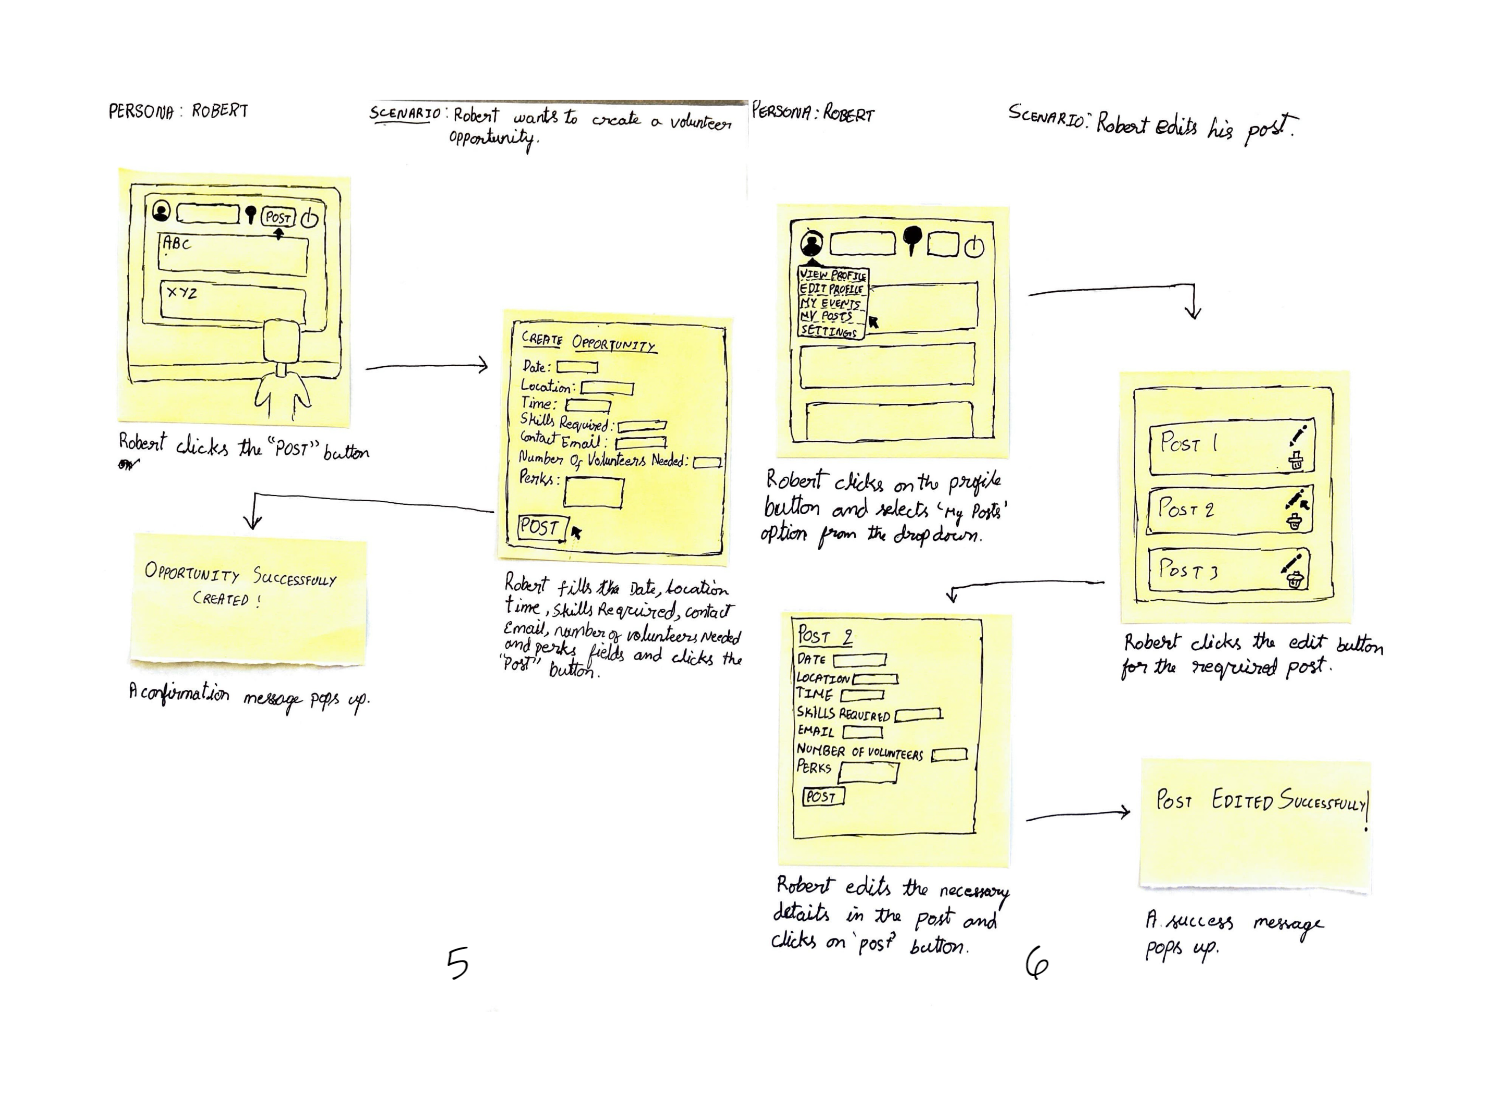 PERSONA: ROBERT
SCENARIO: Robert wants to create a volunteer
opportunity.
POST
ABC
XYZ
Robert clicks the "POST" button
CREATE OPPORTUNITY
Date:
Location:
Time:
Skills Required:
Contact Email:
Number Of Volunteers Needed:
Perks:
POST
Robert fills the Date, Location
time, skills Required, contact
Email, number of volunteers Needed
and perks fields and clicks the
"Post" button.
OPPORTUNITY SUCCESSFULLY
CREATED!
A confirmation message pops up.
5
PERSONA: ROBERT
SCENARIO: Robert edits his post.
VIEW PROFILE
EDIT PROFILE
MY EVENTS
MY POSTS
SETTINGS
Robert clicks on the profile
button and selects 'My Posts'
option from the dropdown.
POST 1
POST 2
POST 3
Robert clicks the edit button
for the required post.
POST 2
DATE
LOCATION
TIME
SKILLS REQUIRED
EMAIL
NUMBER OF VOLUNTEERS
PERKS
POST
Robert edits the necessary
details in the post and
clicks on 'post' button.
POST EDITED SUCCESSFULLY!
A success message
pops up.
6